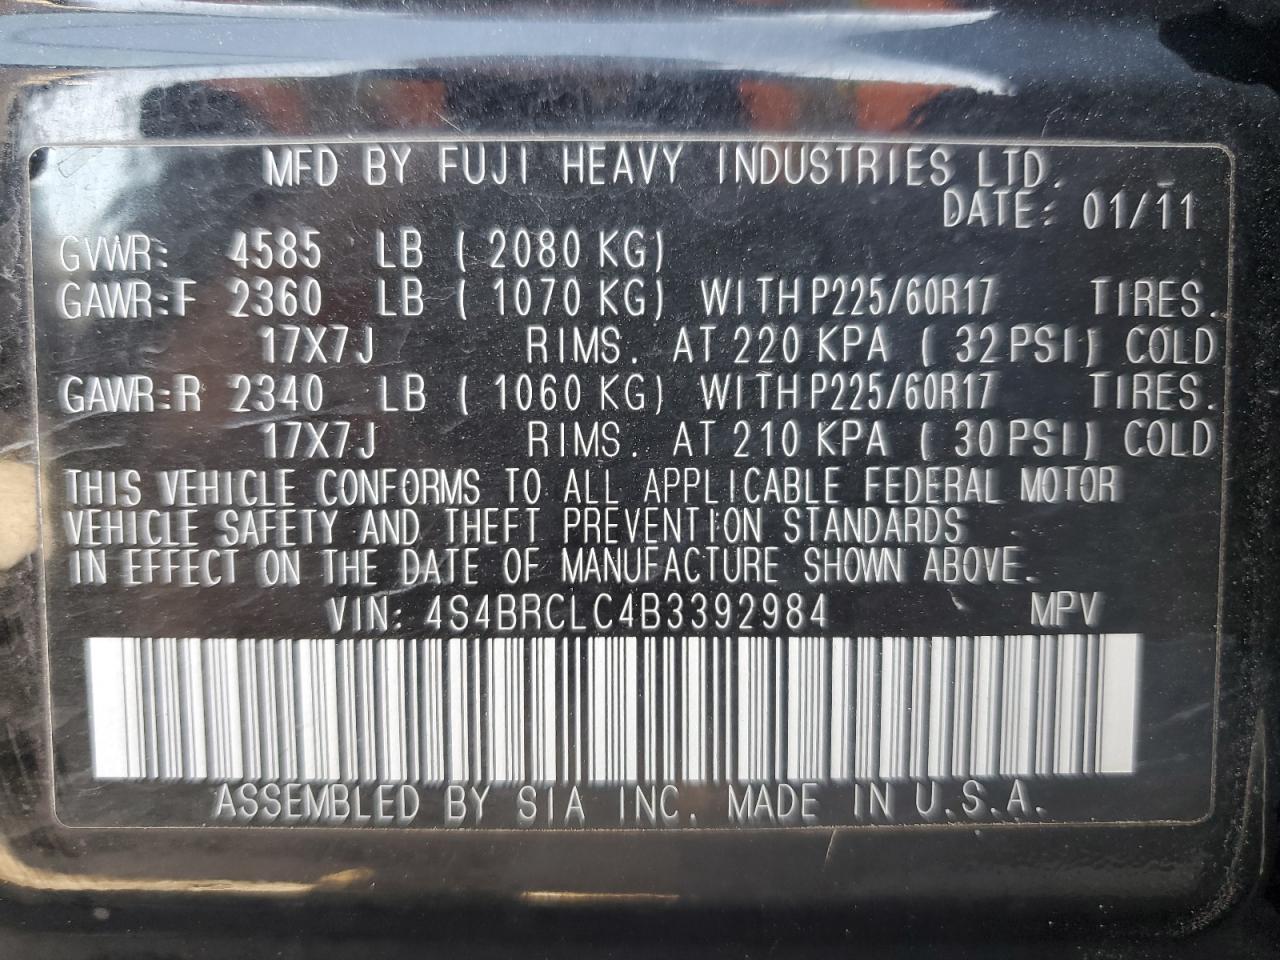 MFD BY FUJI HEAVY INDUSTRIES LTD.
DATE: 01/11
GVWR: 4585 LB ( 2080 KG)
GAWR:F 2360 LB ( 1070 KG) WITH P225/60R17 TIRES.
17X7J RIMS. AT 220 KPA ( 32 PSI) COLD
GAWR:R 2340 LB ( 1060 KG) WITH P225/60R17 TIRES.
17X7J RIMS. AT 210 KPA ( 30 PSI) COLD
THIS VEHICLE CONFORMS TO ALL APPLICABLE FEDERAL MOTOR
VEHICLE SAFETY AND THEFT PREVENTION STANDARDS
IN EFFECT ON THE DATE OF MANUFACTURE SHOWN ABOVE.
VIN: 4S4BRCLC4B3392984 MPV
ASSEMBLED BY SIA INC. MADE IN U.S.A.